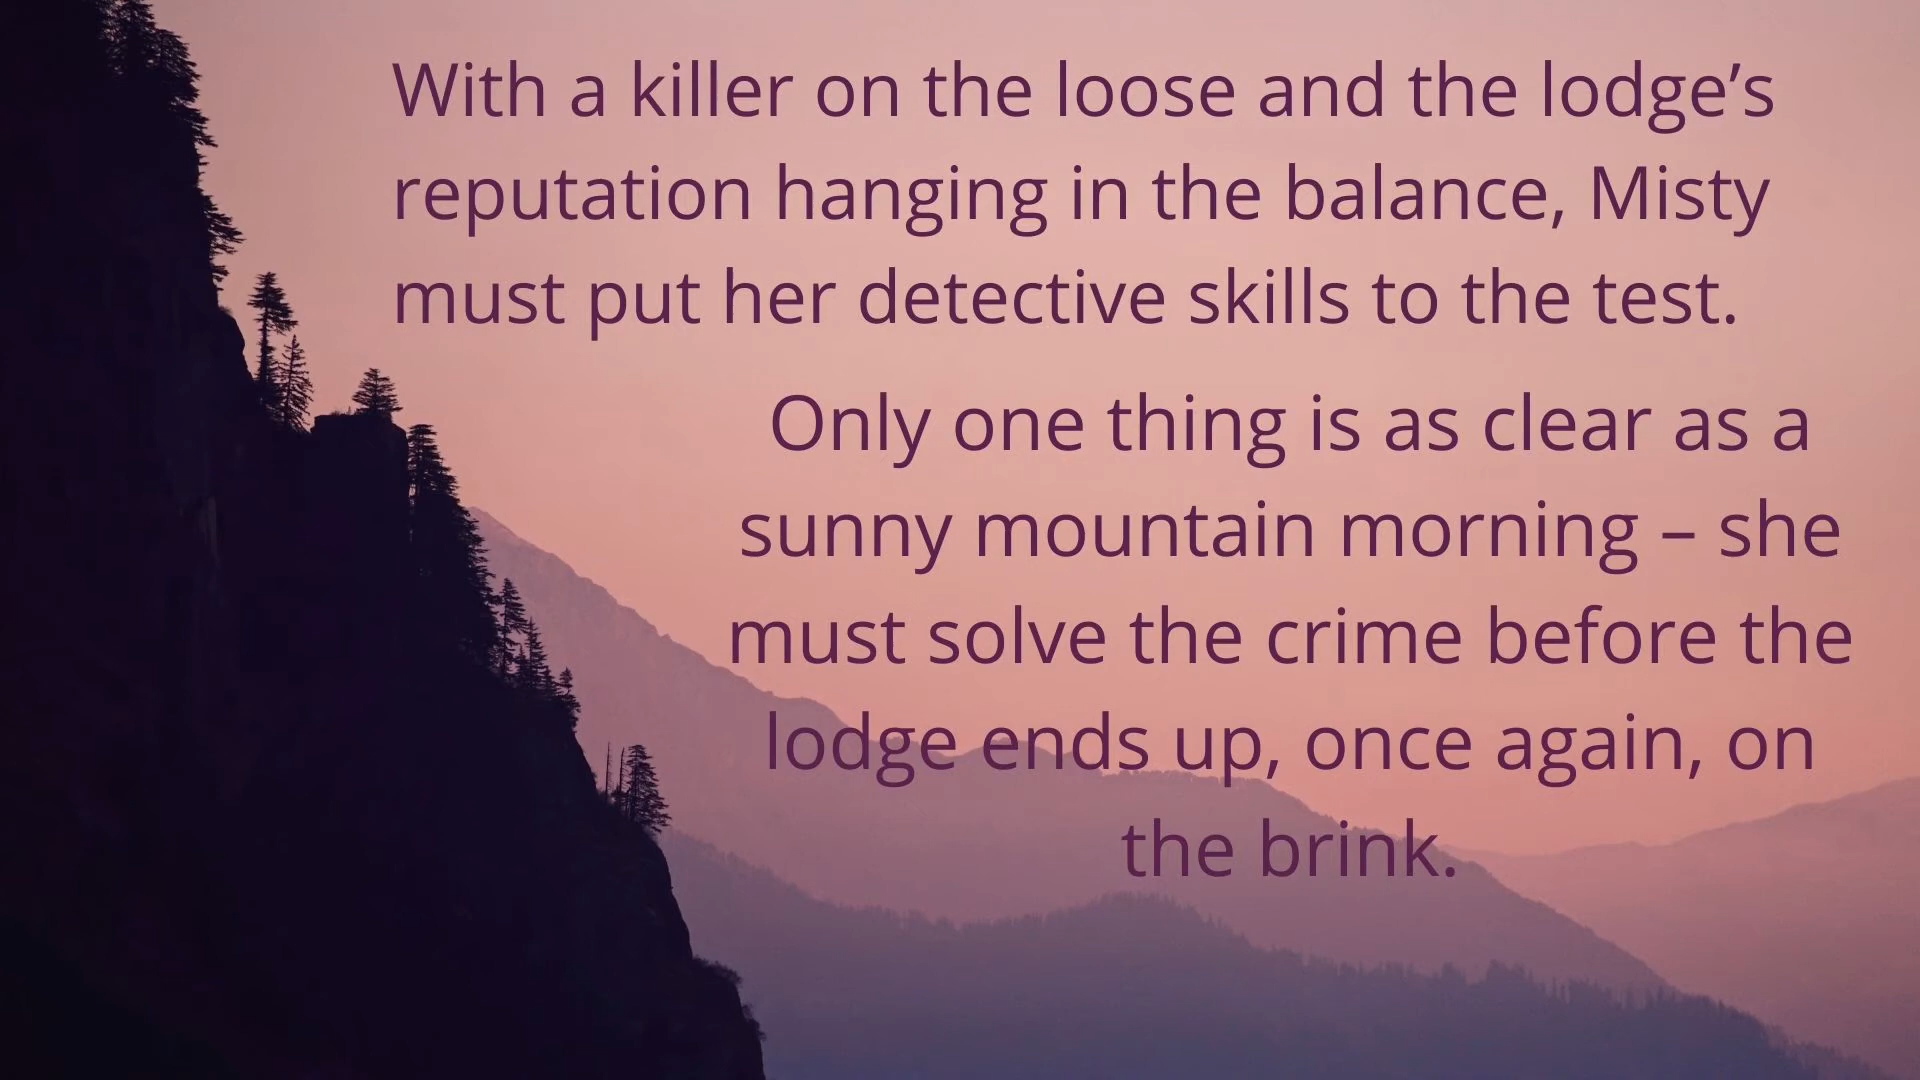 With a killer on the loose and the lodge’s
reputation hanging in the balance, Misty
must put her detective skills to the test.
Only one thing is as clear as a
sunny mountain morning – she
must solve the crime before the
lodge ends up, once again, on
the brink.